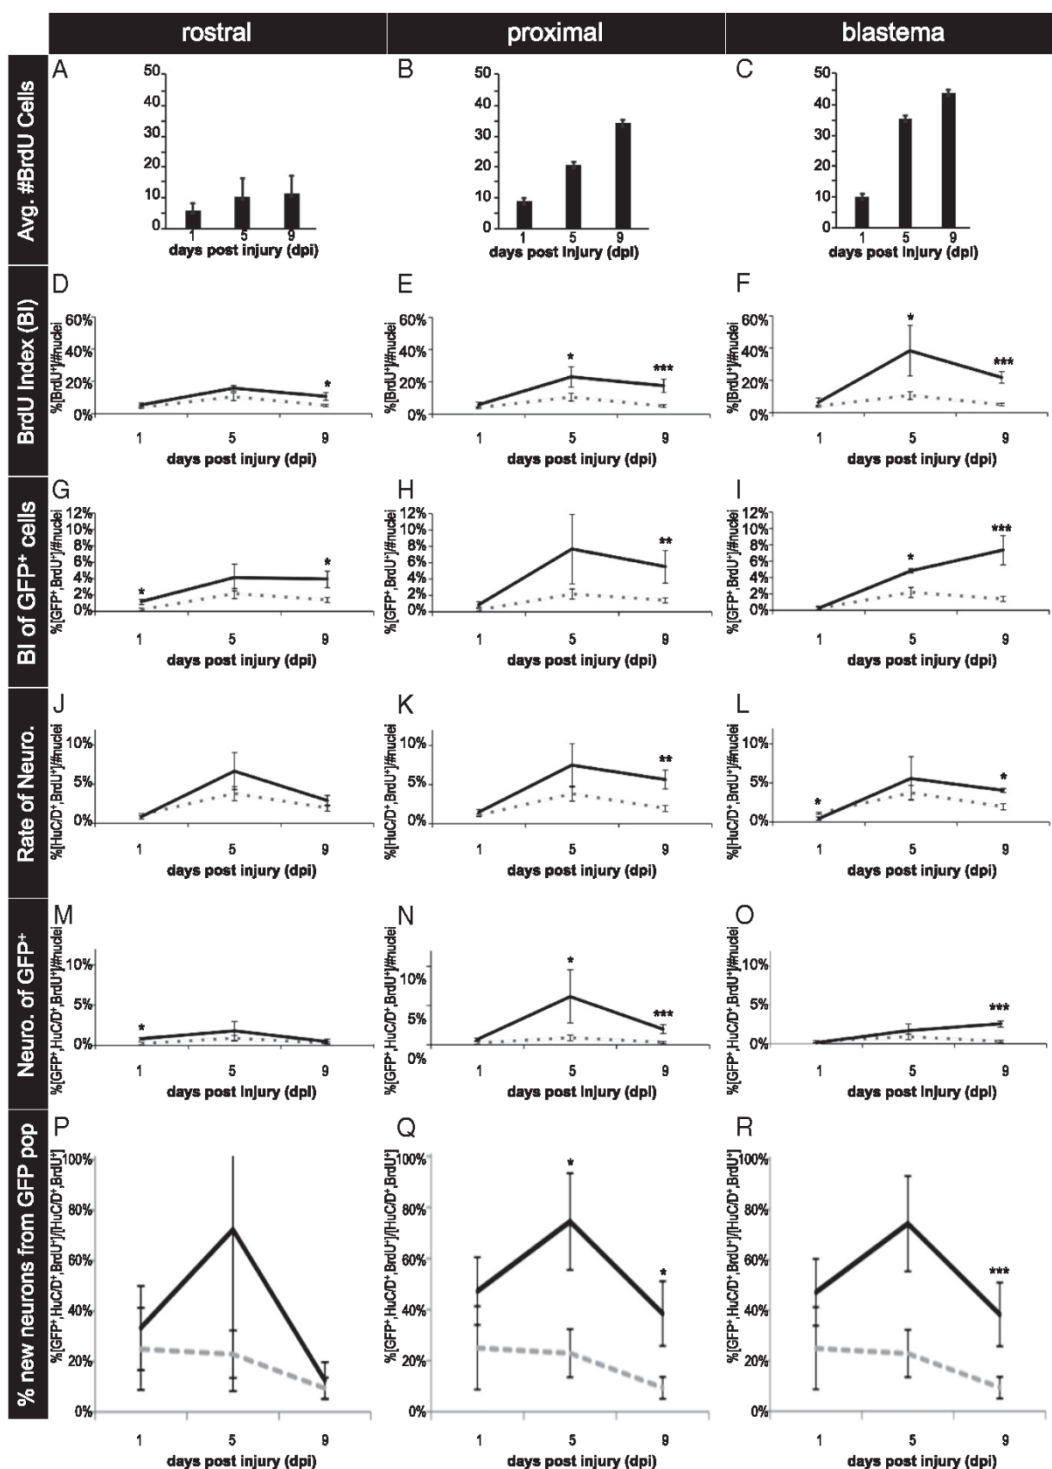 rostral proximal blastema
Avg. #BrdU Cells
A B C
50 50 50
40 40 40
30 30 30
20 20 20
10 10 10
0 0 0
1 5 9 1 5 9 1 5 9
days post injury (dpi) days post injury (dpi) days post injury (dpi)
BrdU Index (BI)
D E F
%[BrdU⁺]/#nuclei %[BrdU⁺]/#nuclei %[BrdU⁺]/#nuclei
60% 60% 60%
40% 40% 40%
20% 20% 20%
0% 0% 0%
* * *** * ***
1 5 9 1 5 9 1 5 9
days post injury (dpi) days post injury (dpi) days post injury (dpi)
BI of GFP⁺ cells
G H I
%[GFP⁺,BrdU⁺]/#nuclei %[GFP⁺,BrdU⁺]/#nuclei %[GFP⁺,BrdU⁺]/#nuclei
12% 12% 12%
10% 10% 10%
8% 8% 8%
6% 6% 6%
4% 4% 4%
2% 2% 2%
0% 0% 0%
* * ** * ***
1 5 9 1 5 9 1 5 9
days post injury (dpi) days post injury (dpi) days post injury (dpi)
Rate of Neuro.
J K L
%[HuC/D⁺,BrdU⁺]/#nuclei %[HuC/D⁺,BrdU⁺]/#nuclei %[HuC/D⁺,BrdU⁺]/#nuclei
10% 10% 10%
5% 5% 5%
0% 0% 0%
** * *
1 5 9 1 5 9 1 5 9
days post injury (dpi) days post injury (dpi) days post injury (dpi)
Neuro. of GFP⁺
M N O
%[GFP⁺,HuC/D⁺,BrdU⁺]/#nuclei %[GFP⁺,HuC/D⁺,BrdU⁺]/#nuclei %[GFP⁺,HuC/D⁺,BrdU⁺]/#nuclei
10% 10% 10%
5% 5% 5%
0% 0% 0%
* * *** ***
1 5 9 1 5 9 1 5 9
days post injury (dpi) days post injury (dpi) days post injury (dpi)
% new neurons from GFP pop
P Q R
%[GFP⁺,HuC/D⁺,BrdU⁺]/[HuC/D⁺,BrdU⁺] %[GFP⁺,HuC/D⁺,BrdU⁺]/[HuC/D⁺,BrdU⁺] %[GFP⁺,HuC/D⁺,BrdU⁺]/[HuC/D⁺,BrdU⁺]
100% 100% 100%
80% 80% 80%
60% 60% 60%
40% 40% 40%
20% 20% 20%
0% 0% 0%
* * ***
1 5 9 1 5 9 1 5 9
days post injury (dpi) days post injury (dpi) days post injury (dpi)